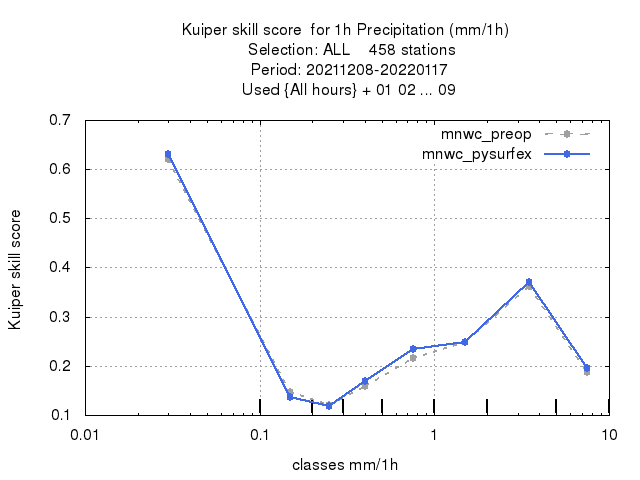 Kuiper skill score  for 1h Precipitation (mm/1h)
Selection: ALL    458 stations
Period: 20211208-20220117
Used {All hours} + 01 02 ... 09
mnwc_preop
mnwc_pysurfex
0.7
0.6
0.5
0.4
0.3
0.2
0.1
Kuiper skill score
0.01
0.1
1
10
classes mm/1h